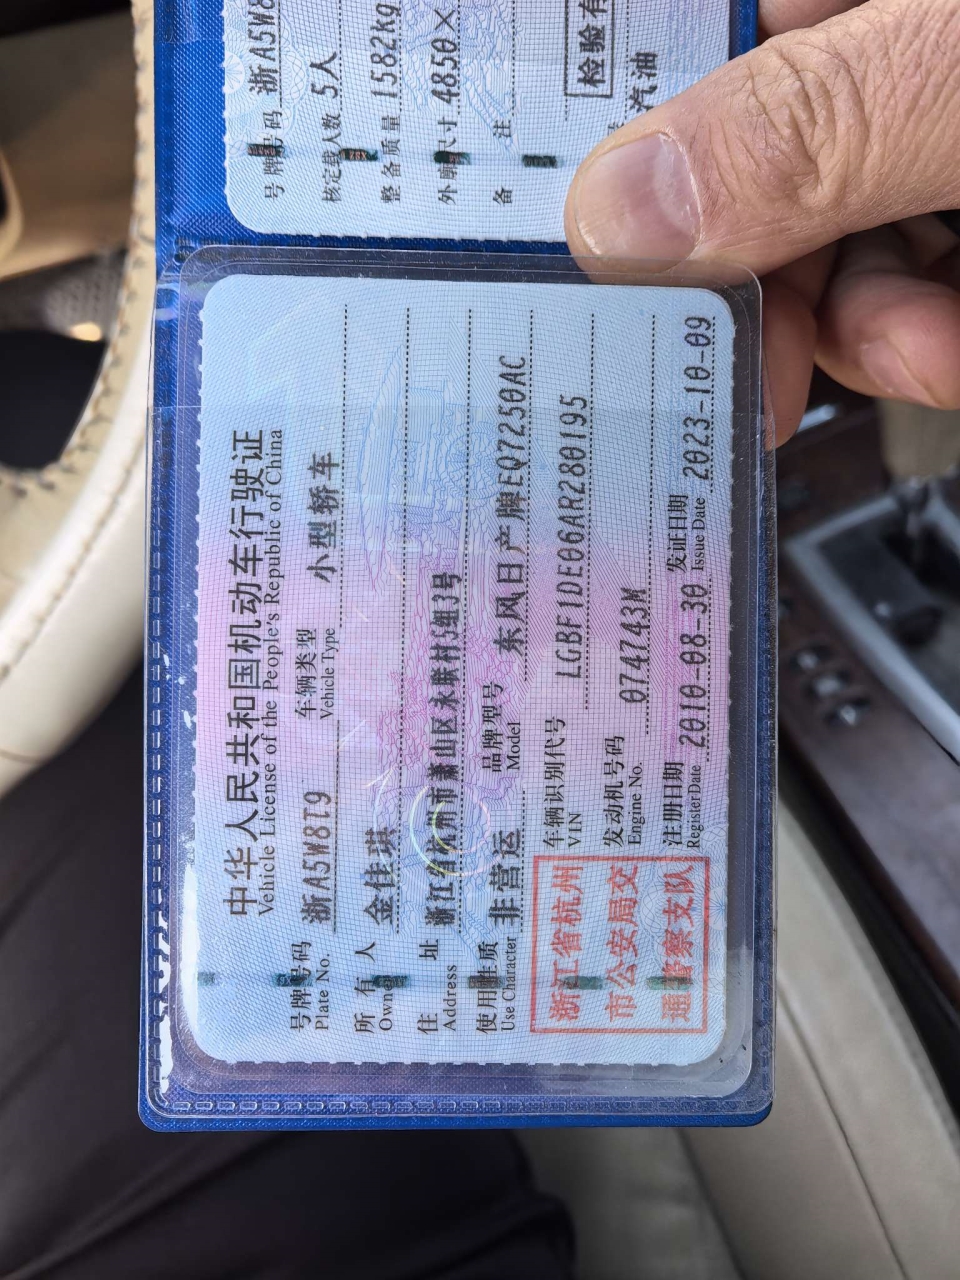 号牌号码 浙A5W8
核定载人数 5人
整备质量 1582kg
外廓尺寸 4850×
备 注
检验有
汽油
中华人民共和国机动车行驶证
Vehicle License of the People's Republic of China
号牌号码 浙A5W8T9 车辆类型 小型轿车
Plate No. Vehicle Type
所有人 金佳琪
Owner
住址 浙江省杭州市萧山区永联村5组3号
Address
使用性质 非营运 品牌型号 东风日产牌EQ7250AC
Use Character Model
浙江省杭州市公安局交通警察支队
车辆识别代号 LGBF1DE06AR280195
VIN
发动机号码 074743M
Engine No.
注册日期 2010-08-30 发证日期 2023-10-09
Register Date Issue Date